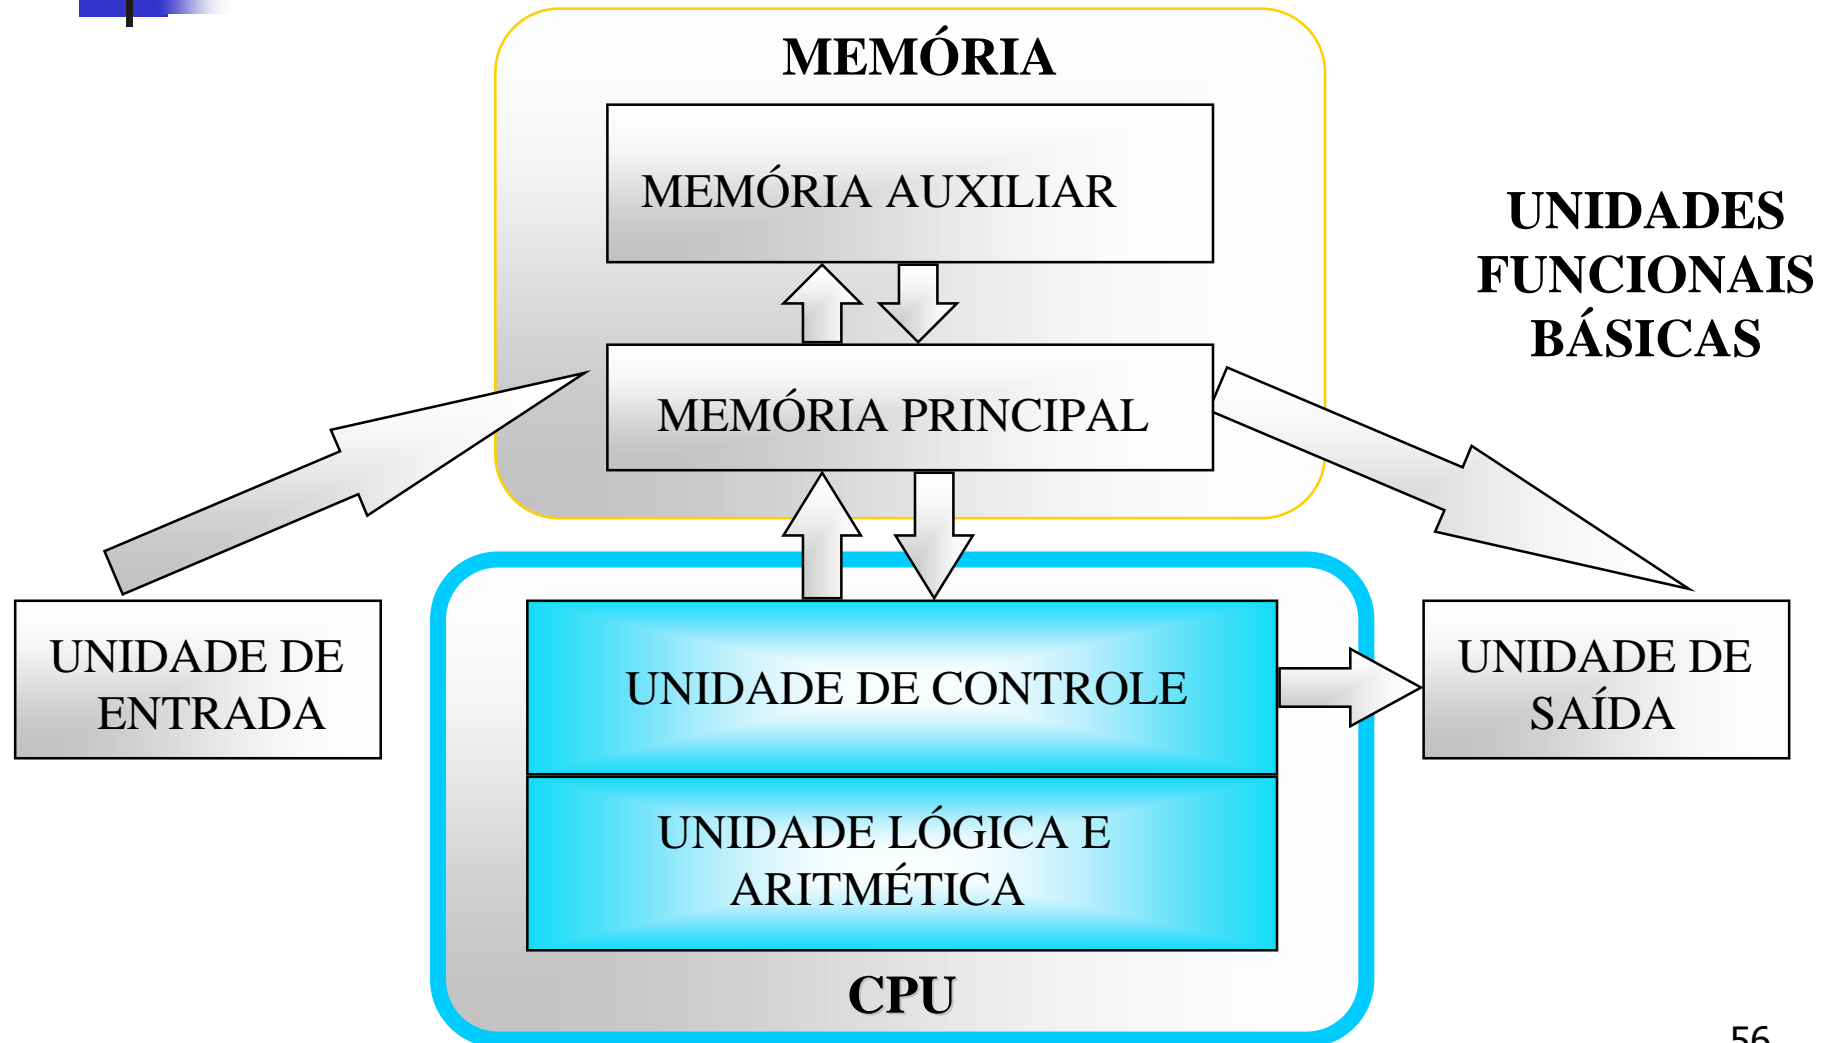 MEMÓRIA
MEMÓRIA AUXILIAR
UNIDADES
FUNCIONAIS
BÁSICAS
MEMÓRIA PRINCIPAL
UNIDADE DE
ENTRADA
UNIDADE DE CONTROLE
UNIDADE DE
SAÍDA
UNIDADE LÓGICA E
ARITMÉTICA
CPU
56